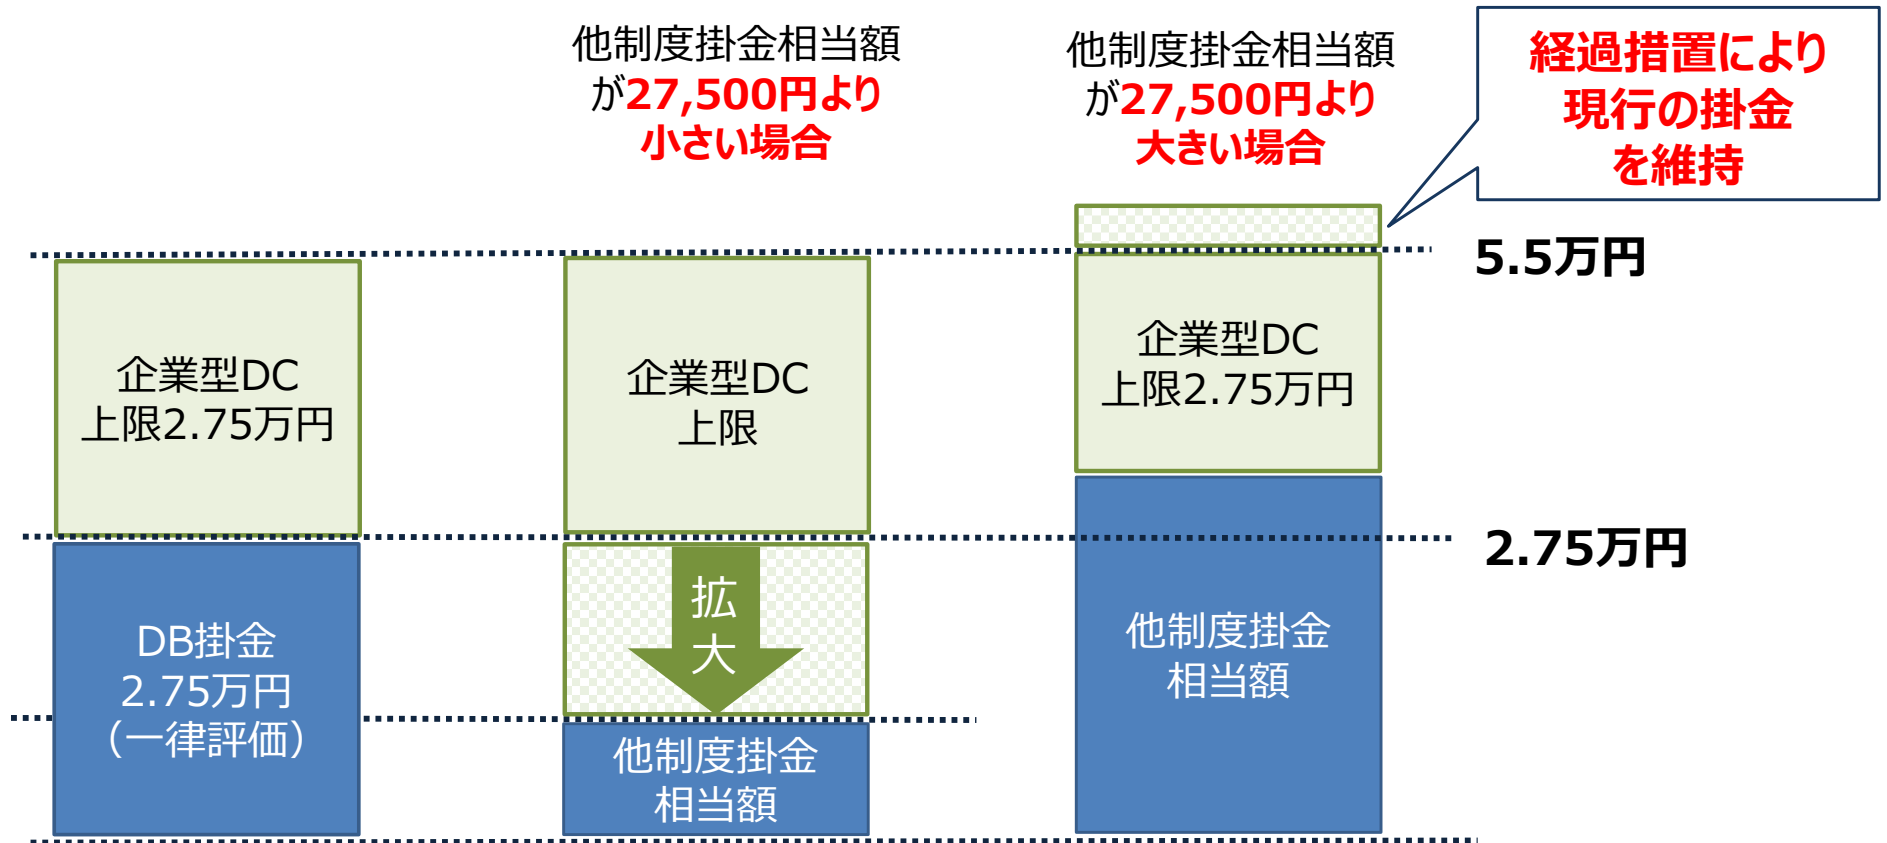 他制度掛金相当額
が27,500円より
小さい場合
他制度掛金相当額
が27,500円より
大きい場合
経過措置により
現行の掛金
を維持
5.5万円
企業型DC
上限2.75万円
企業型DC
上限
企業型DC
上限2.75万円
2.75万円
DB掛金
2.75万円
（一律評価）
拡
大
他制度掛金
相当額
他制度掛金
相当額